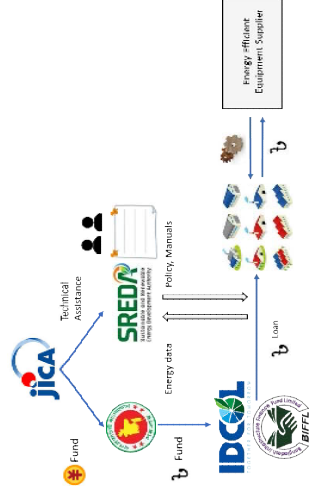 jica
Fund
Technical
Assistance
¥
SREDA
Sustainable and Renewable
Energy Development Authority
Fund
৳
Energy data
Policy, Manuals
IDCOL
BIFFL
Loan
৳
৳
Energy Efficient
Equipment Supplier